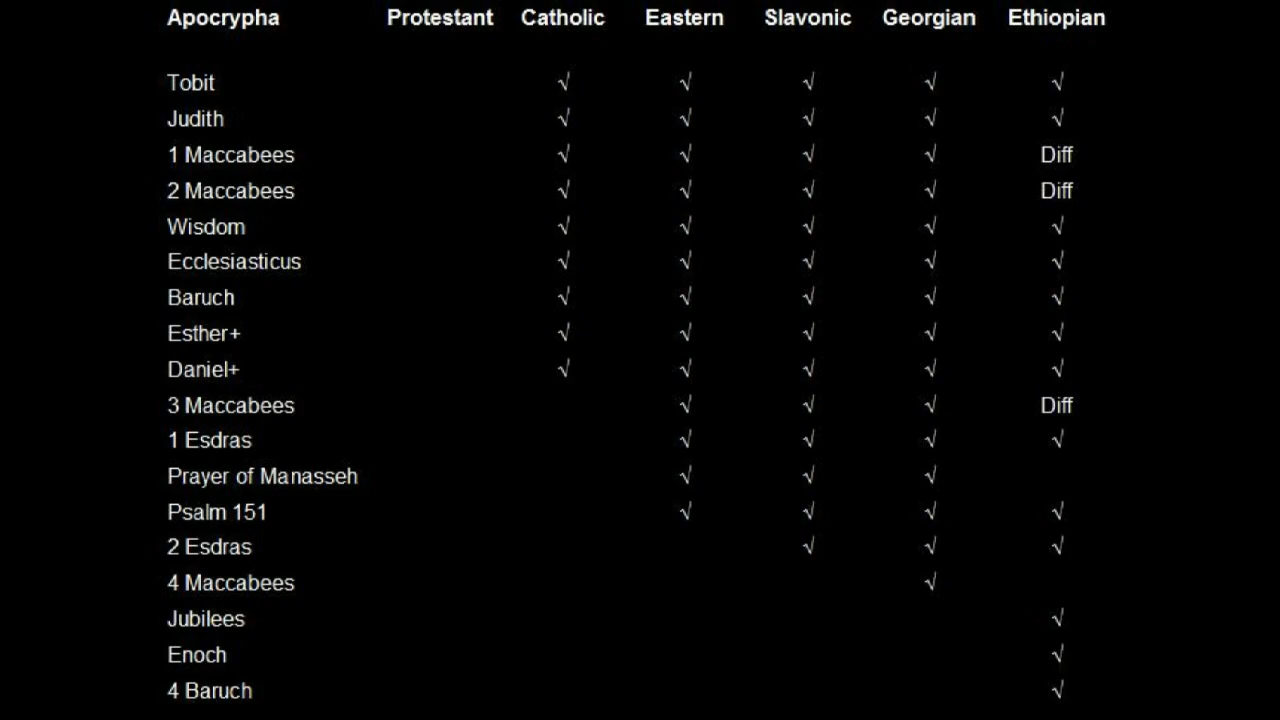 Apocrypha Protestant Catholic Eastern Slavonic Georgian Ethiopian
Tobit √ √ √ √ √
Judith √ √ √ √ √
1 Maccabees √ √ √ √ Diff
2 Maccabees √ √ √ √ Diff
Wisdom √ √ √ √ √
Ecclesiasticus √ √ √ √ √
Baruch √ √ √ √ √
Esther+ √ √ √ √ √
Daniel+ √ √ √ √ √
3 Maccabees √ √ √ Diff
1 Esdras √ √ √ √
Prayer of Manasseh √ √ √
Psalm 151 √ √ √ √
2 Esdras √ √ √
4 Maccabees √
Jubilees √
Enoch √
4 Baruch √